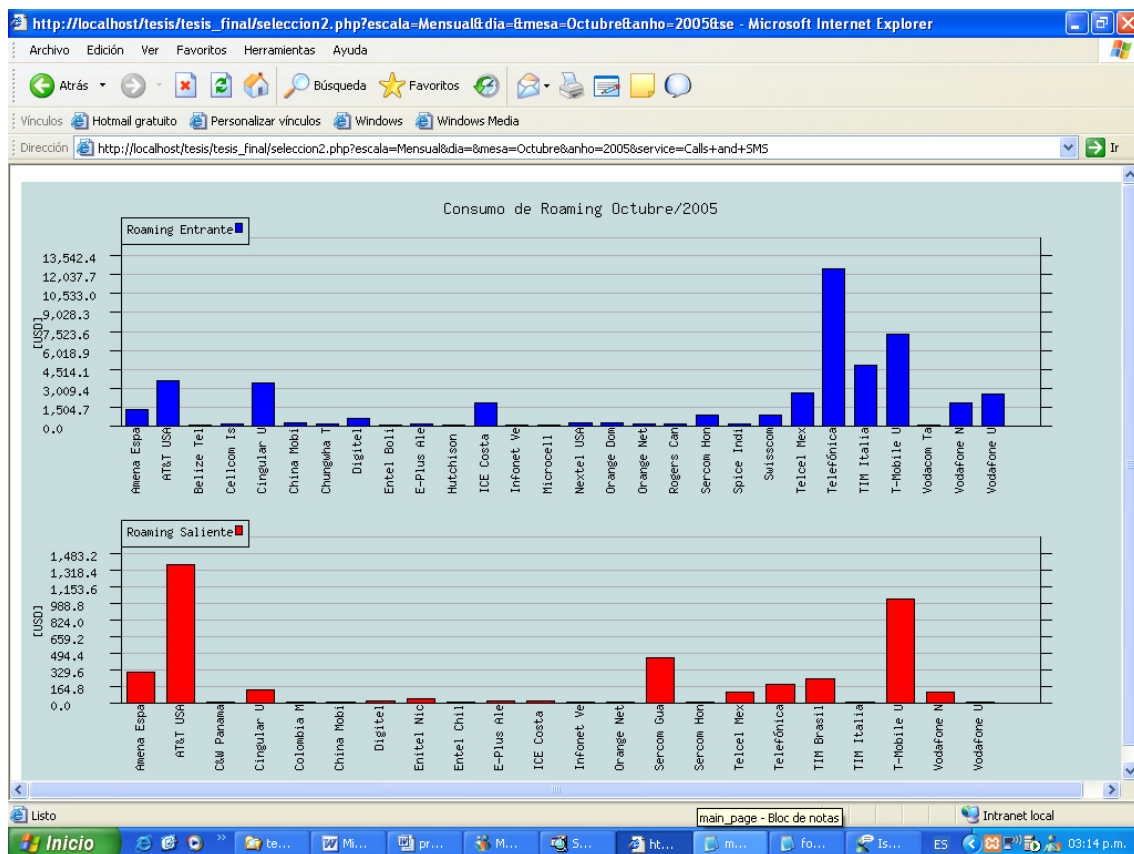 http://localhost/tesis/tesis_final/seleccion2.php?escala=Mensual&dia=&mesa=Octubre&anho=2005&se - Microsoft Internet Explorer
Archivo Edición Ver Favoritos Herramientas Ayuda
Atrás Búsqueda Favoritos
Vínculos Hotmail gratuito Personalizar vínculos Windows Windows Media
Dirección http://localhost/tesis/tesis_final/seleccion2.php?escala=Mensual&dia=&mesa=Octubre&anho=2005&service=Calls+and+SMS Ir
Consumo de Roaming Octubre/2005
Roaming Entrante
[USD]
13,542.4
12,037.7
10,533.0
9,028.3
7,523.6
6,018.9
4,514.1
3,009.4
1,504.7
0.0
Amena Espa
AT&T USA
Belize Tel
Cellcom Is
Cingular U
China Mobi
Chungwha T
Digitel
Entel Boli
E-Plus Ale
Hutchison
ICE Costa
Infonet Ve
Microcell
Nextel USA
Orange Dom
Orange Net
Rogers Can
Sercom Hon
Spice Indi
Swisscom
Telcel Mex
Telefónica
TIM Italia
T-Mobile U
Vodacom Ta
Vodafone N
Vodafone U
Roaming Saliente
[USD]
1,483.2
1,318.4
1,153.6
988.8
824.0
659.2
494.4
329.6
164.8
0.0
Amena Espa
AT&T USA
C&W Panama
Cingular U
Colombia M
China Mobi
Digitel
Enitel Nic
Entel Chil
E-Plus Ale
ICE Costa
Infonet Ve
Orange Net
Sercom Gua
Sercom Hon
Telcel Mex
Telefónica
TIM Brasil
TIM Italia
T-Mobile U
Vodafone N
Vodafone U
Listo
main_page - Bloc de notas
Intranet local
Inicio te... Mi... pr... M... S... ht... m... fo... Is... ES 03:14 p.m.